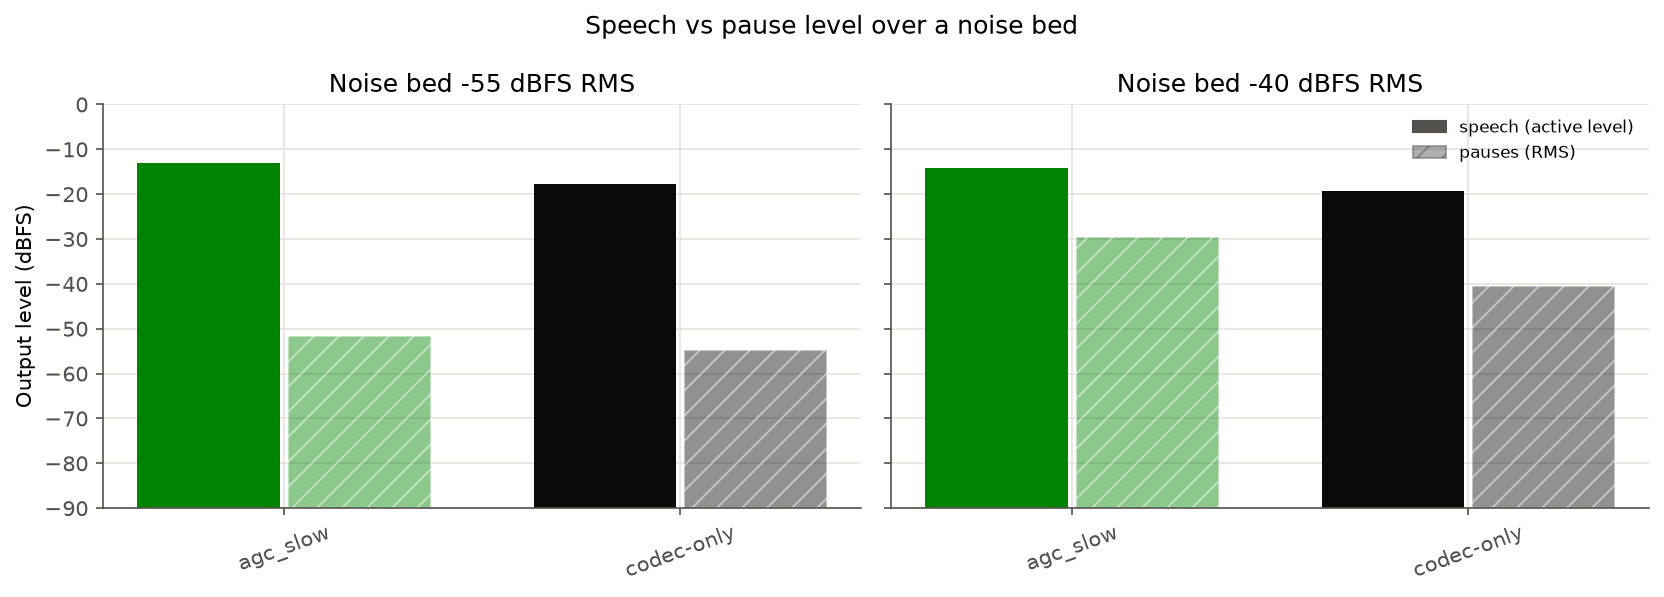 Speech vs pause level over a noise bed
Noise bed -55 dBFS RMS
Noise bed -40 dBFS RMS
Output level (dBFS)
0
−10
−20
−30
−40
−50
−60
−70
−80
−90
speech (active level)
pauses (RMS)
agc_slow
codec-only
agc_slow
codec-only